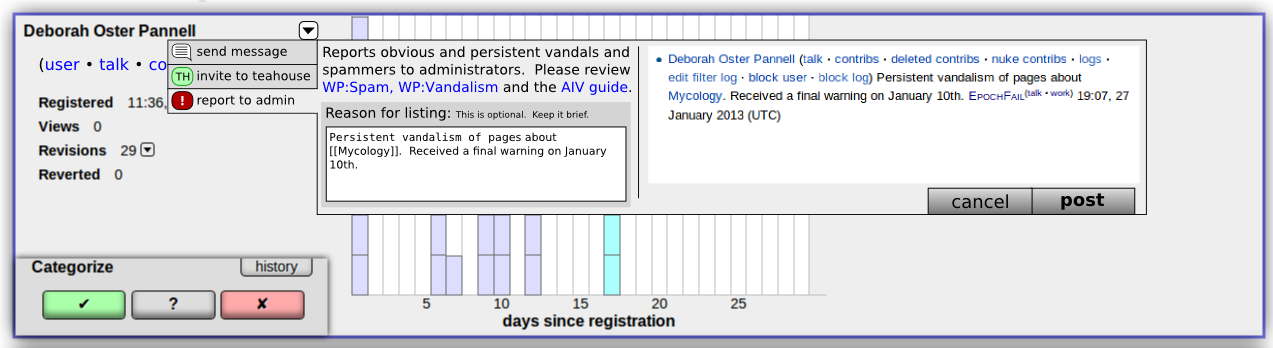 Deborah Oster Pannell
(user • talk • co
send message
invite to teahouse
TH
report to admin
!
Registered 11:36,
Views 0
Revisions 29
Reverted 0
Reports obvious and persistent vandals and
spammers to administrators. Please review
WP:Spam, WP:Vandalism and the AIV guide.
Reason for listing: This is optional. Keep it brief.
Persistent vandalism of pages about
[[Mycology]]. Received a final warning on January
10th.
• Deborah Oster Pannell (talk · contribs · deleted contribs · nuke contribs · logs ·
edit filter log · block user · block log) Persistent vandalism of pages about
Mycology. Received a final warning on January 10th. EPOCHFAIL(talk • work) 19:07, 27
January 2013 (UTC)
cancel
post
Categorize
history
✔
?
✘
5 10 15 20 25
days since registration